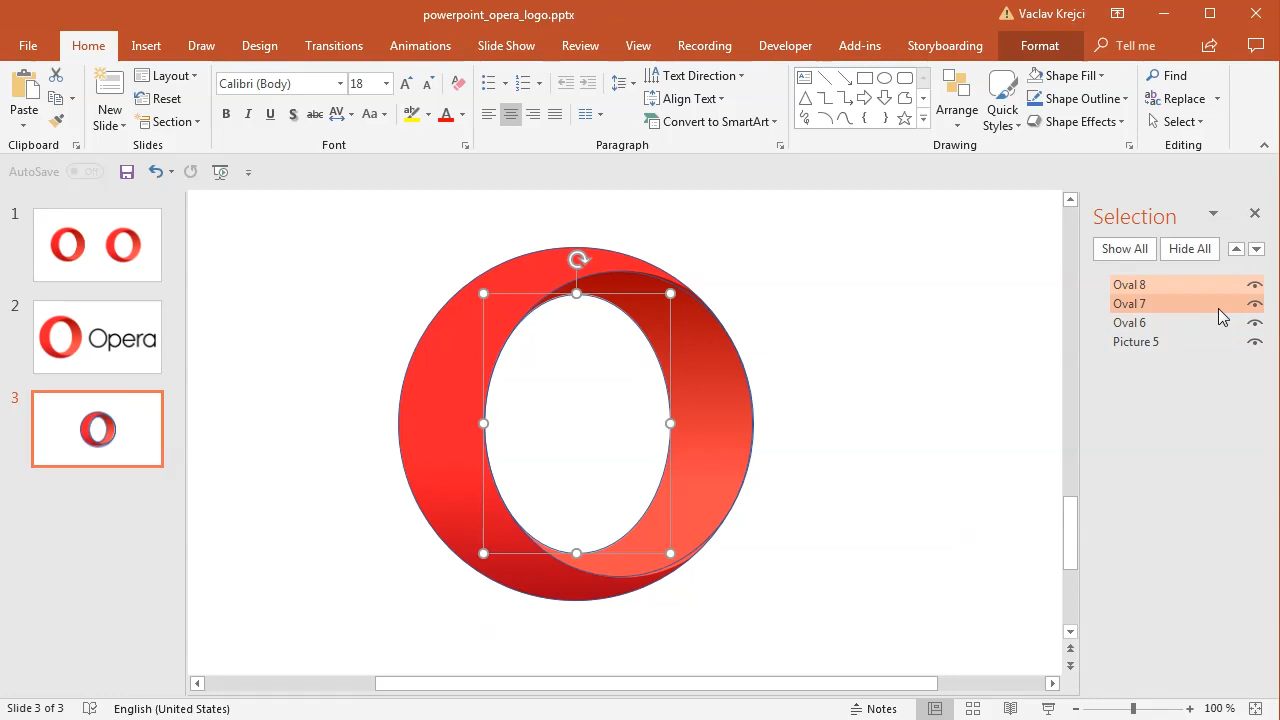 powerpoint_opera_logo.pptx
Vaclav Krejci
File Home Insert Draw Design Transitions Animations Slide Show Review View Recording Developer Add-ins Storyboarding Format Tell me
Paste
New Slide
Layout
Reset
Section
Calibri (Body) 18
B I U S abc AV Aa A
Text Direction
Align Text
Convert to SmartArt
Arrange
Quick Styles
Shape Fill
Shape Outline
Shape Effects
Find
Replace
Select
Clipboard Slides Font Paragraph Drawing Editing
AutoSave Off
1
2
Opera
3
Selection
Show All Hide All
Oval 8
Oval 7
Oval 6
Picture 5
Slide 3 of 3 English (United States) Notes 100 %